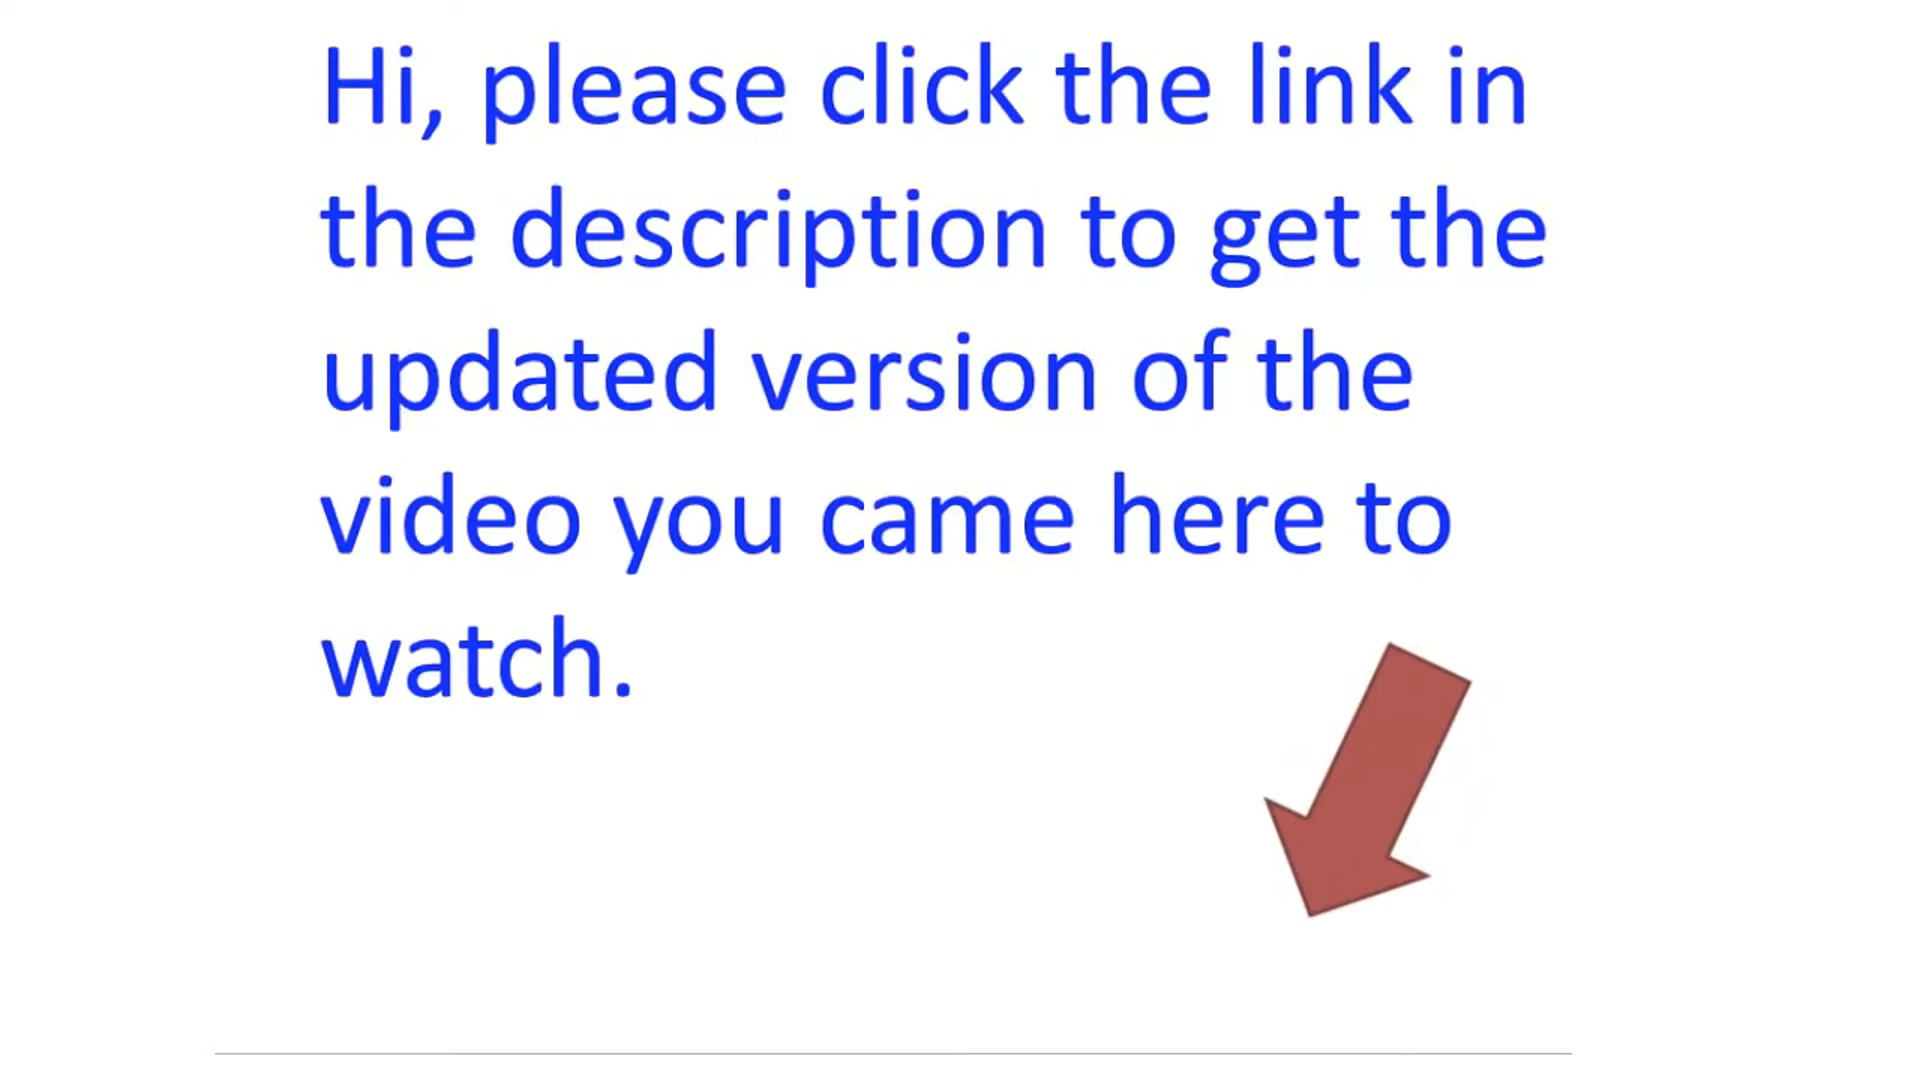 Hi, please click the link in
the description to get the
updated version of the
video you came here to
watch.